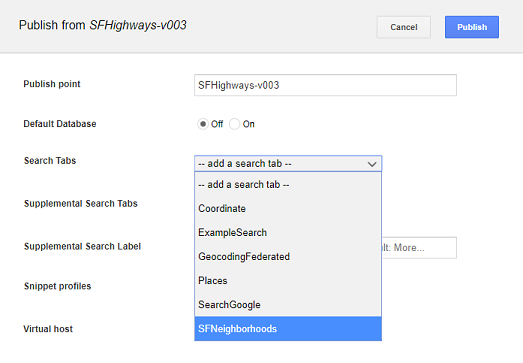 Publish from SFHighways-v003
Cancel
Publish
Publish point
SFHighways-v003
Default Database
Off
On
Search Tabs
-- add a search tab --
-- add a search tab --
Supplemental Search Tabs
Coordinate
ExampleSearch
Supplemental Search Label
GeocodingFederated
ult: More...
Snippet profiles
Places
SearchGoogle
Virtual host
SFNeighborhoods